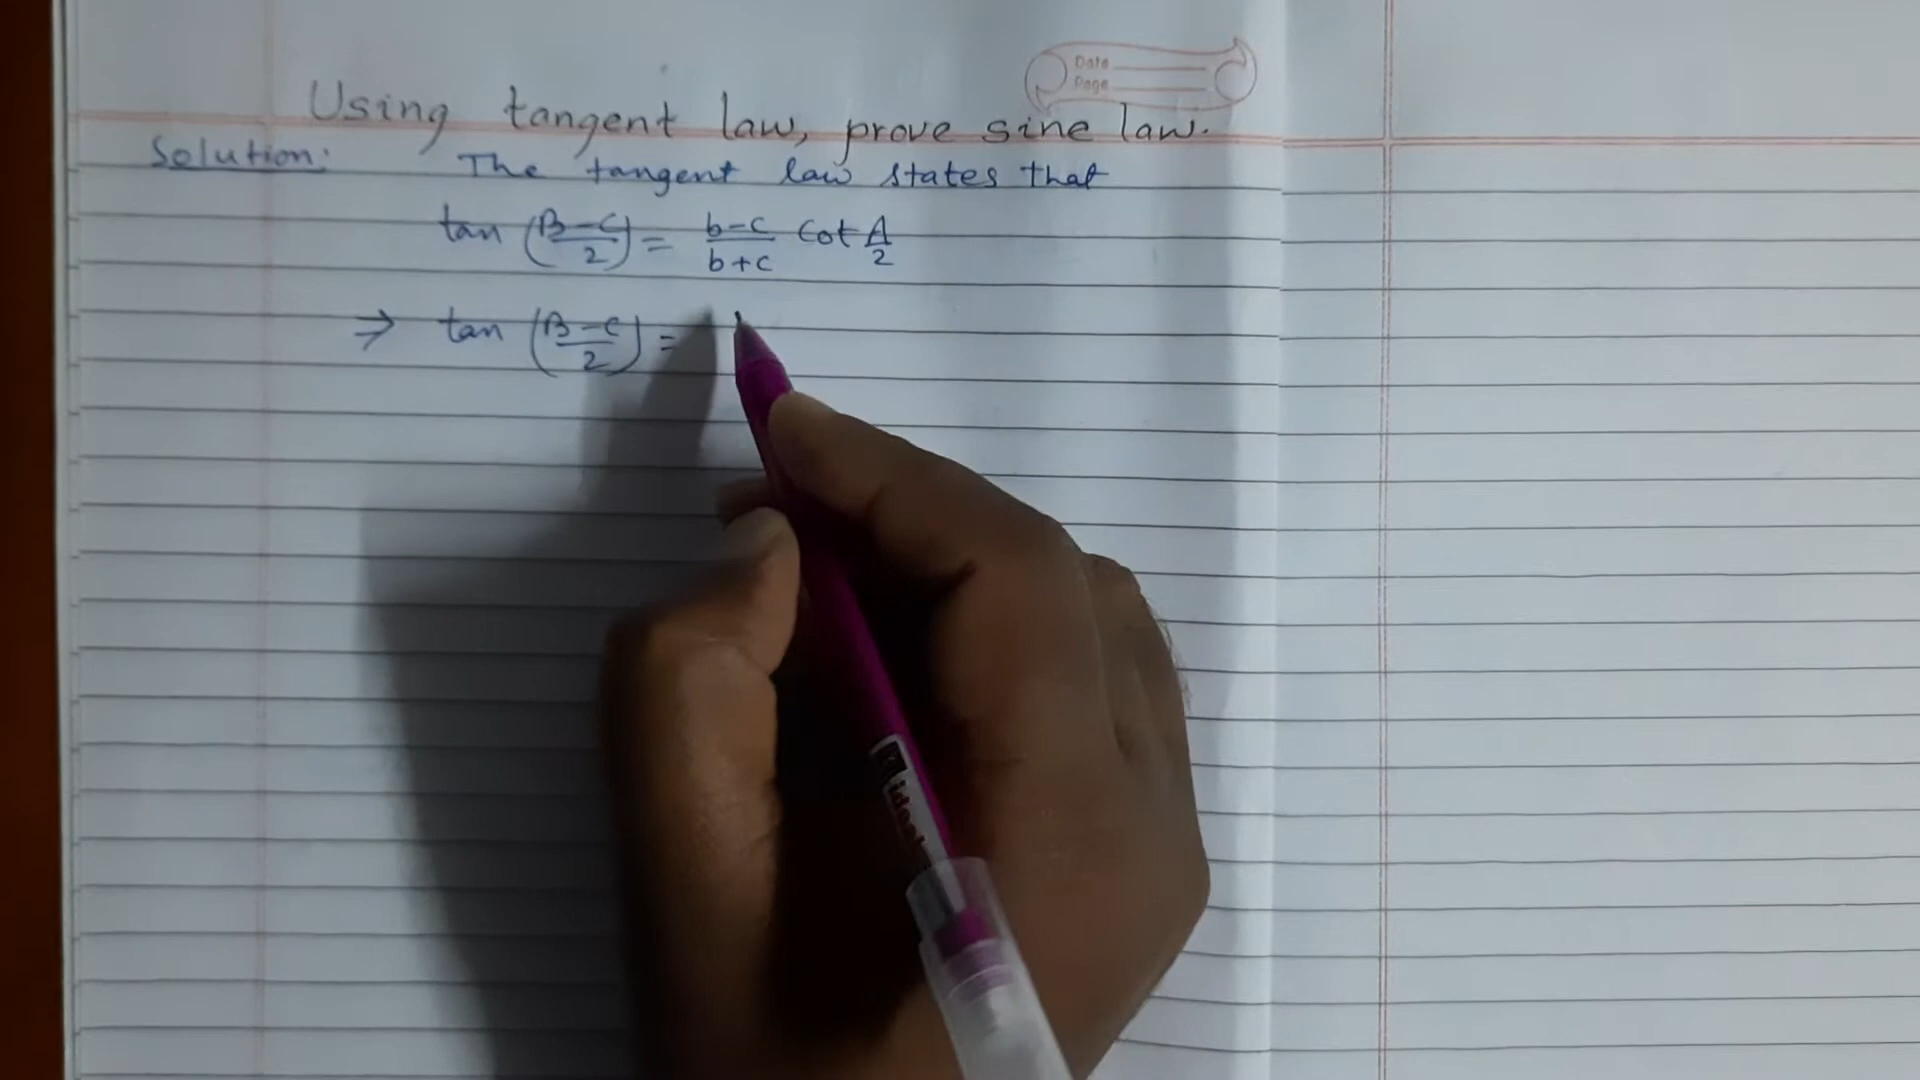 Date
Page
Using tangent law, prove sine law.
Solution: The tangent law states that
tan (B-C/2) = b-c/b+c Cot A/2
⇒ tan (B-C/2) =